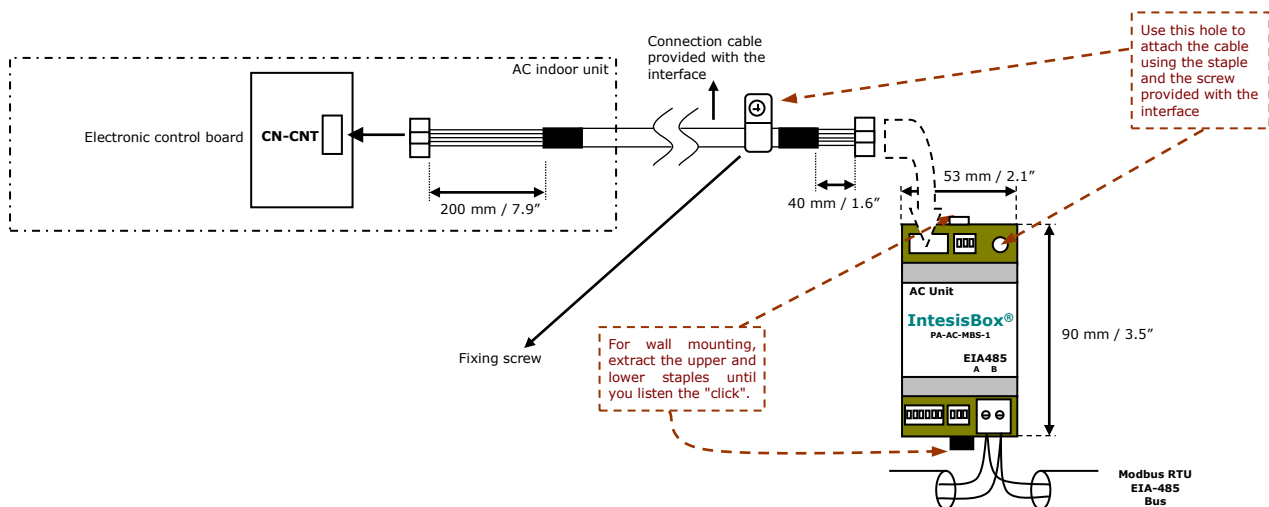 Connection cable
provided with the
interface
Use this hole to
attach the cable
using the staple
and the screw
provided with the
interface
AC indoor unit
Electronic control board
CN-CNT
200 mm / 7.9”
40 mm / 1.6”
53 mm / 2.1”
AC Unit
IntesisBox®
PA-AC-MBS-1
EIA485
A B
90 mm / 3.5”
Fixing screw
For wall mounting,
extract the upper and
lower staples until
you listen the "click".
Modbus RTU
EIA-485
Bus